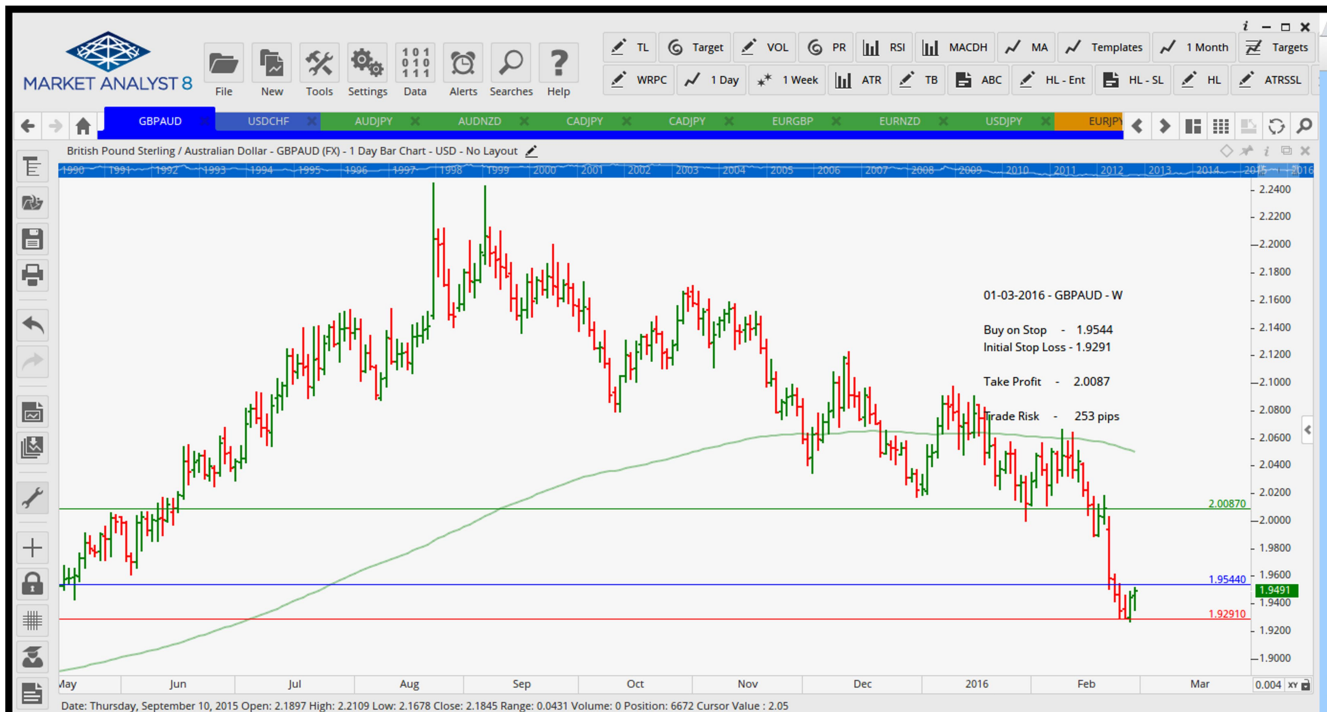 i
TL Target VOL PR RSI MACDH MA Templates 1 Month Targets
MARKET ANALYST 8
File New Tools Settings Data Alerts Searches Help
101
010
111
WRPC 1 Day 1 Week ATR TB ABC HL - Ent HL - SL HL ATRSSL
GBPAUD USDCHF AUDJPY AUDNZD CADJPY CADJPY EURGBP EURNZD USDJPY EURJPY
British Pound Sterling / Australian Dollar - GBPAUD (FX) - 1 Day Bar Chart - USD - No Layout
i
1990 1991 1992 1993 1994 1995 1996 1997 1998 1999 2000 2001 2002 2003 2004 2005 2006 2007 2008 2009 2010 2011 2012 2013 2014 2015 2016
2.2400
2.2200
2.2000
2.1800
2.1600
2.1400
2.1200
2.1000
2.0800
2.0600
2.0400
2.0200
2.0000
1.9800
1.9600
1.9491
1.9400
1.9200
1.9000
01-03-2016 - GBPAUD - W
Buy on Stop - 1.9544
Initial Stop Loss - 1.9291
Take Profit - 2.0087
Trade Risk - 253 pips
2.00870
1.95440
1.92910
May Jun Jul Aug Sep Oct Nov Dec 2016 Feb Mar
0.004 XY
Date: Thursday, September 10, 2015 Open: 2.1897 High: 2.2109 Low: 2.1678 Close: 2.1845 Range: 0.0431 Volume: 0 Position: 6672 Cursor Value : 2.05